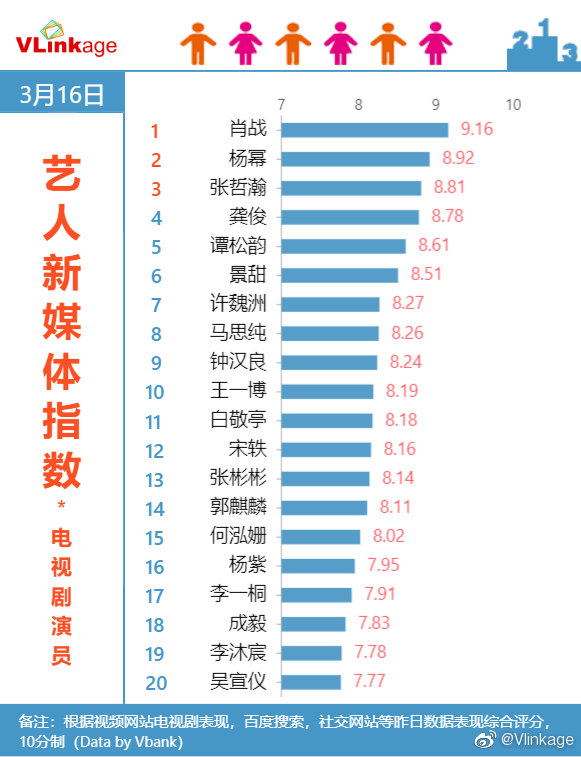 VLinkage
1
2
3
3月16日
艺人新媒体指数
*
电视剧演员
7 8 9 10
1 肖战 9.16
2 杨幂 8.92
3 张哲瀚 8.81
4 龚俊 8.78
5 谭松韵 8.61
6 景甜 8.51
7 许魏洲 8.27
8 马思纯 8.26
9 钟汉良 8.24
10 王一博 8.19
11 白敬亭 8.18
12 宋轶 8.16
13 张彬彬 8.14
14 郭麒麟 8.11
15 何泓姗 8.02
16 杨紫 7.95
17 李一桐 7.91
18 成毅 7.83
19 李沐宸 7.78
20 吴宣仪 7.77
备注：根据视频网站电视剧表现，百度搜索，社交网站等昨日数据表现综合评分，
10分制（Data by Vbank）
@Vlinkage